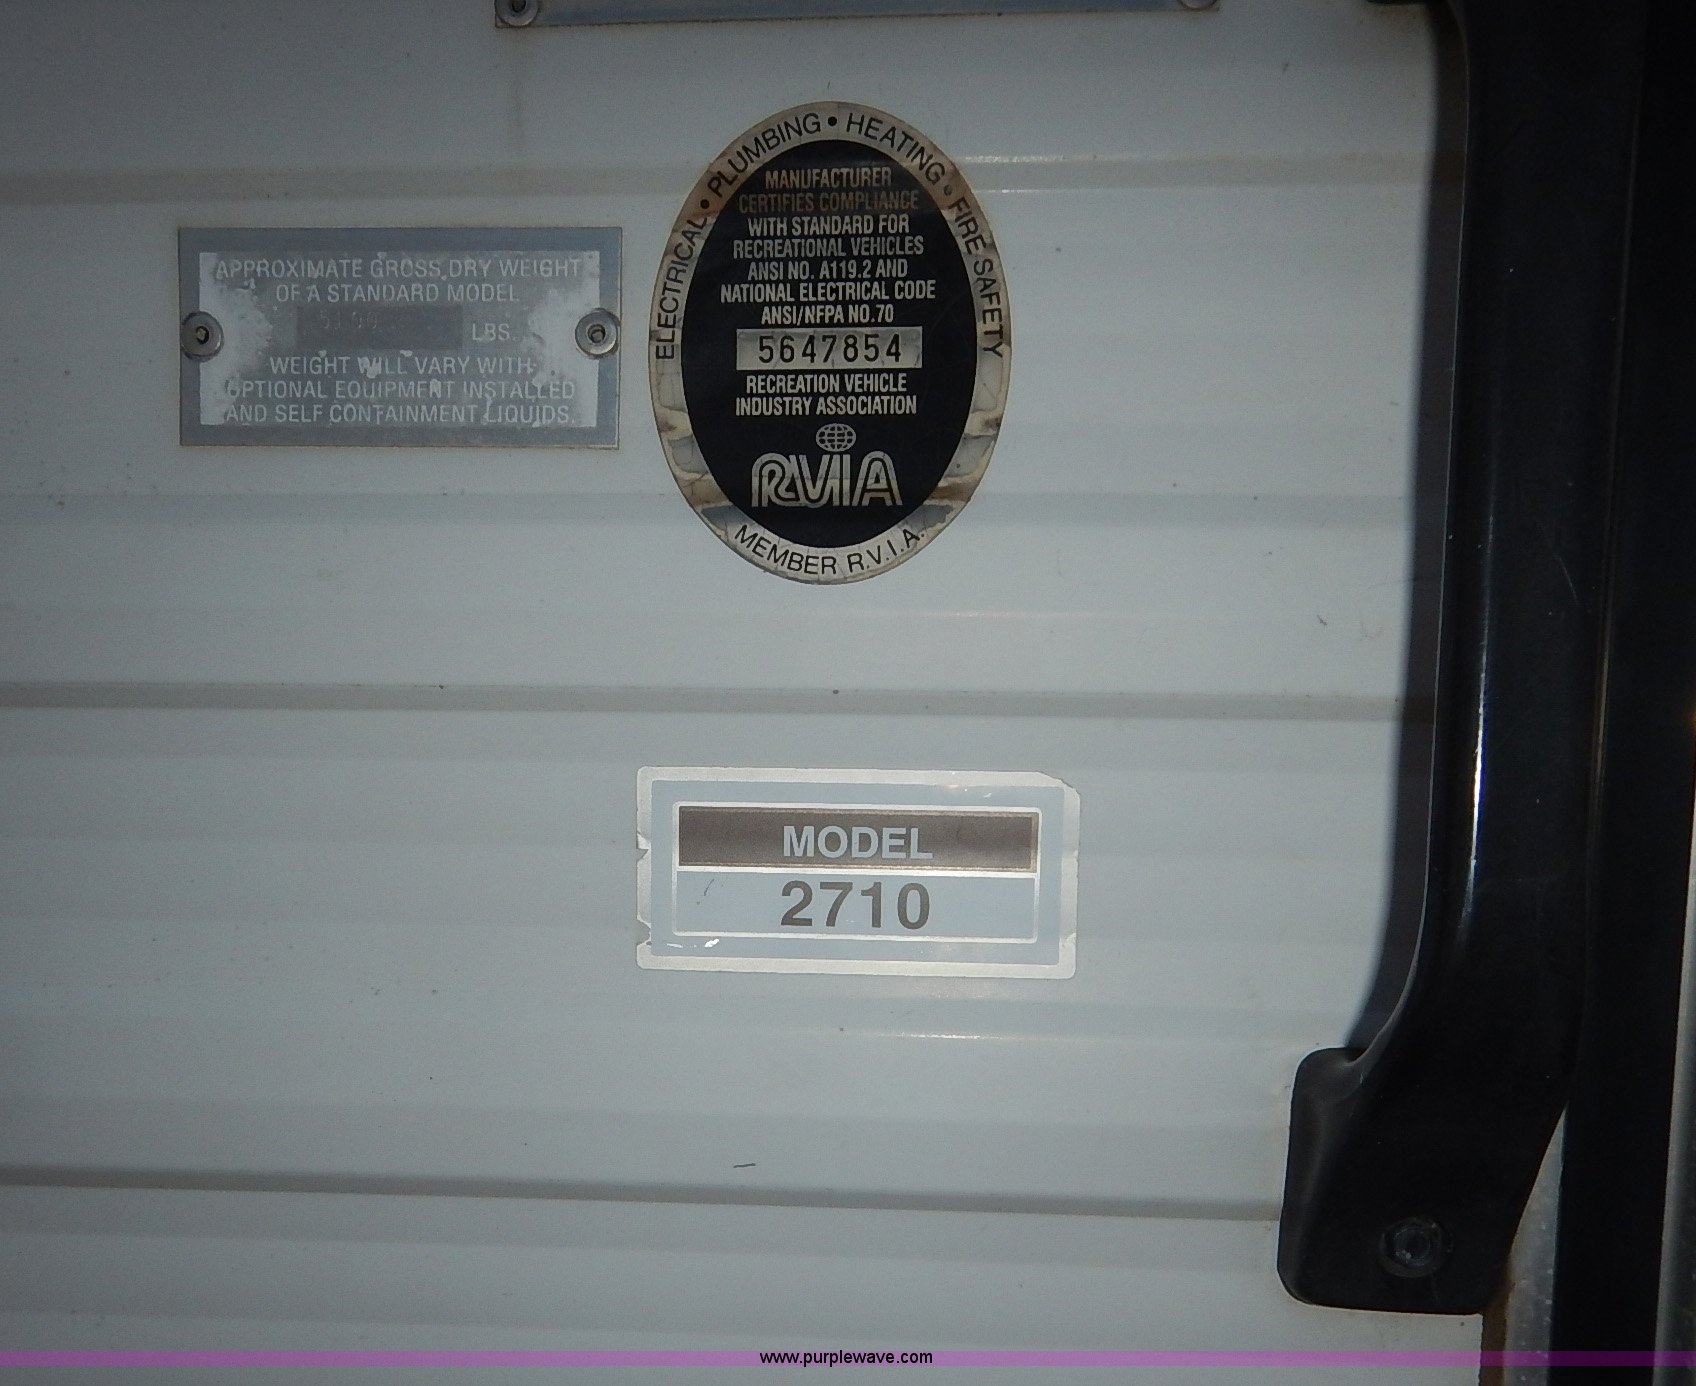 APPROXIMATE GROSS DRY WEIGHT
OF A STANDARD MODEL
LBS.
WEIGHT WILL VARY WITH
OPTIONAL EQUIPMENT INSTALLED
AND SELF CONTAINMENT LIQUIDS.
ELECTRICAL • PLUMBING • HEATING • FIRE SAFETY
MANUFACTURER
CERTIFIES COMPLIANCE
WITH STANDARD FOR
RECREATIONAL VEHICLES
ANSI NO. A119.2 AND
NATIONAL ELECTRICAL CODE
ANSI/NFPA NO.70
5647854
RECREATION VEHICLE
INDUSTRY ASSOCIATION
RVIA
MEMBER R.V.I.A.
MODEL
2710
www.purplewave.com